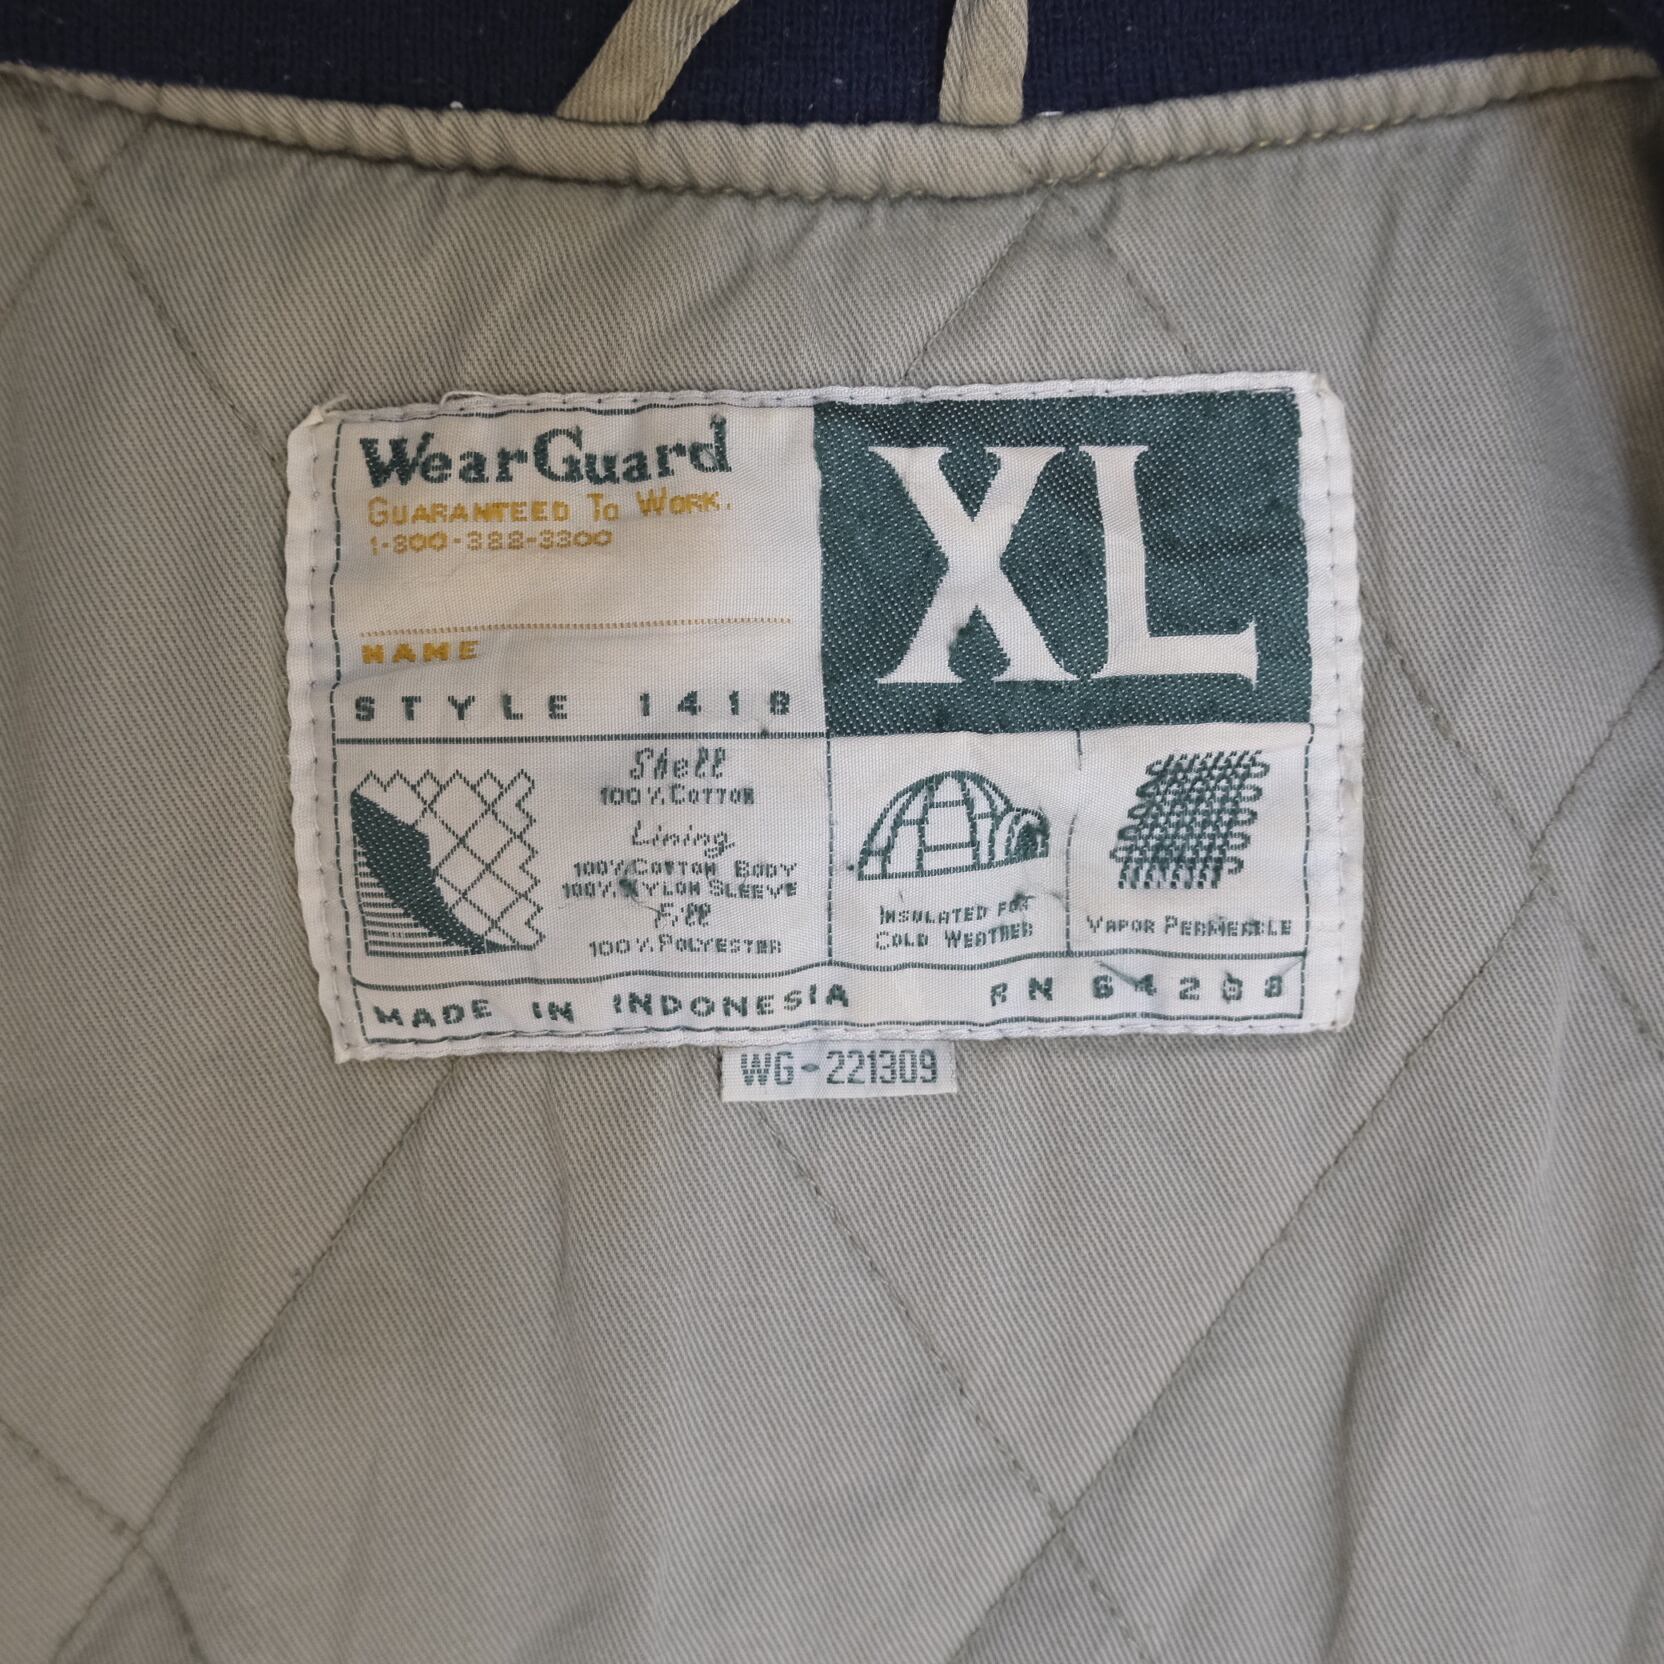 WearGuard
GUARANTEED TO WORK.
1-800-388-3300
NAME
STYLE 1418
XL
Shell
100% COTTON
Lining
100% COTTON BODY
100% NYLON SLEEVE
Fill
100% POLYESTER
INSULATED FOR
COLD WEATHER
VAPOR PERMEABLE
MADE IN INDONESIA
RN 64288
WG-221309